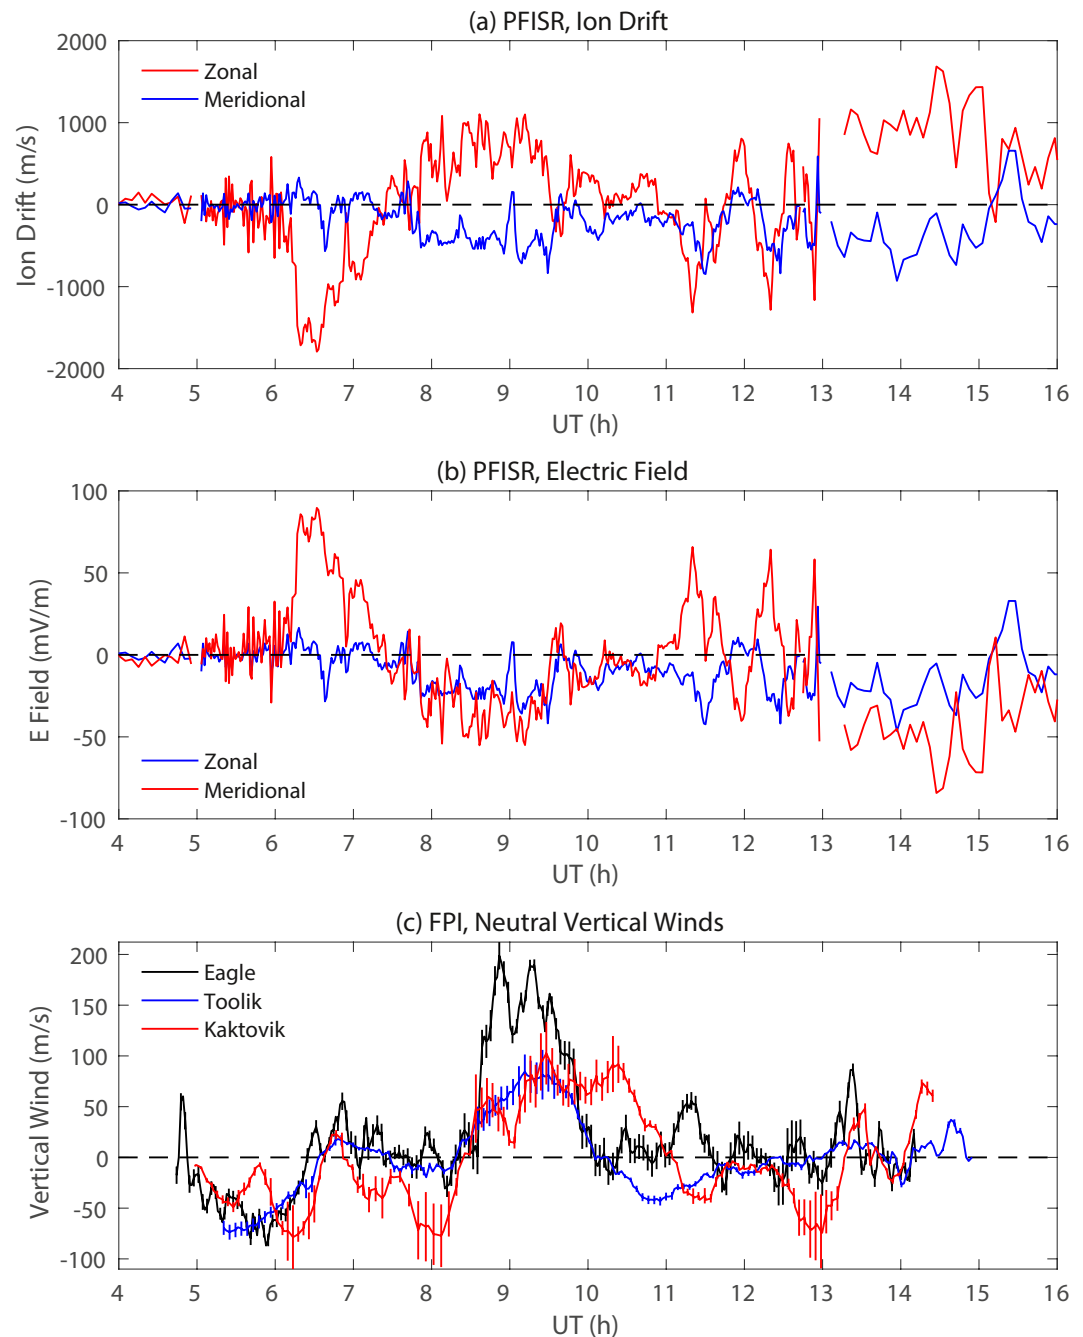 (a) PFISR, Ion Drift
2000
1000
0
-1000
-2000
Ion Drift (m/s)
Zonal
Meridional
4 5 6 7 8 9 10 11 12 13 14 15 16
UT (h)
(b) PFISR, Electric Field
100
50
0
-50
-100
E Field (mV/m)
Zonal
Meridional
4 5 6 7 8 9 10 11 12 13 14 15 16
UT (h)
(c) FPI, Neutral Vertical Winds
200
150
100
50
0
-50
-100
Vertical Wind (m/s)
Eagle
Toolik
Kaktovik
4 5 6 7 8 9 10 11 12 13 14 15 16
UT (h)